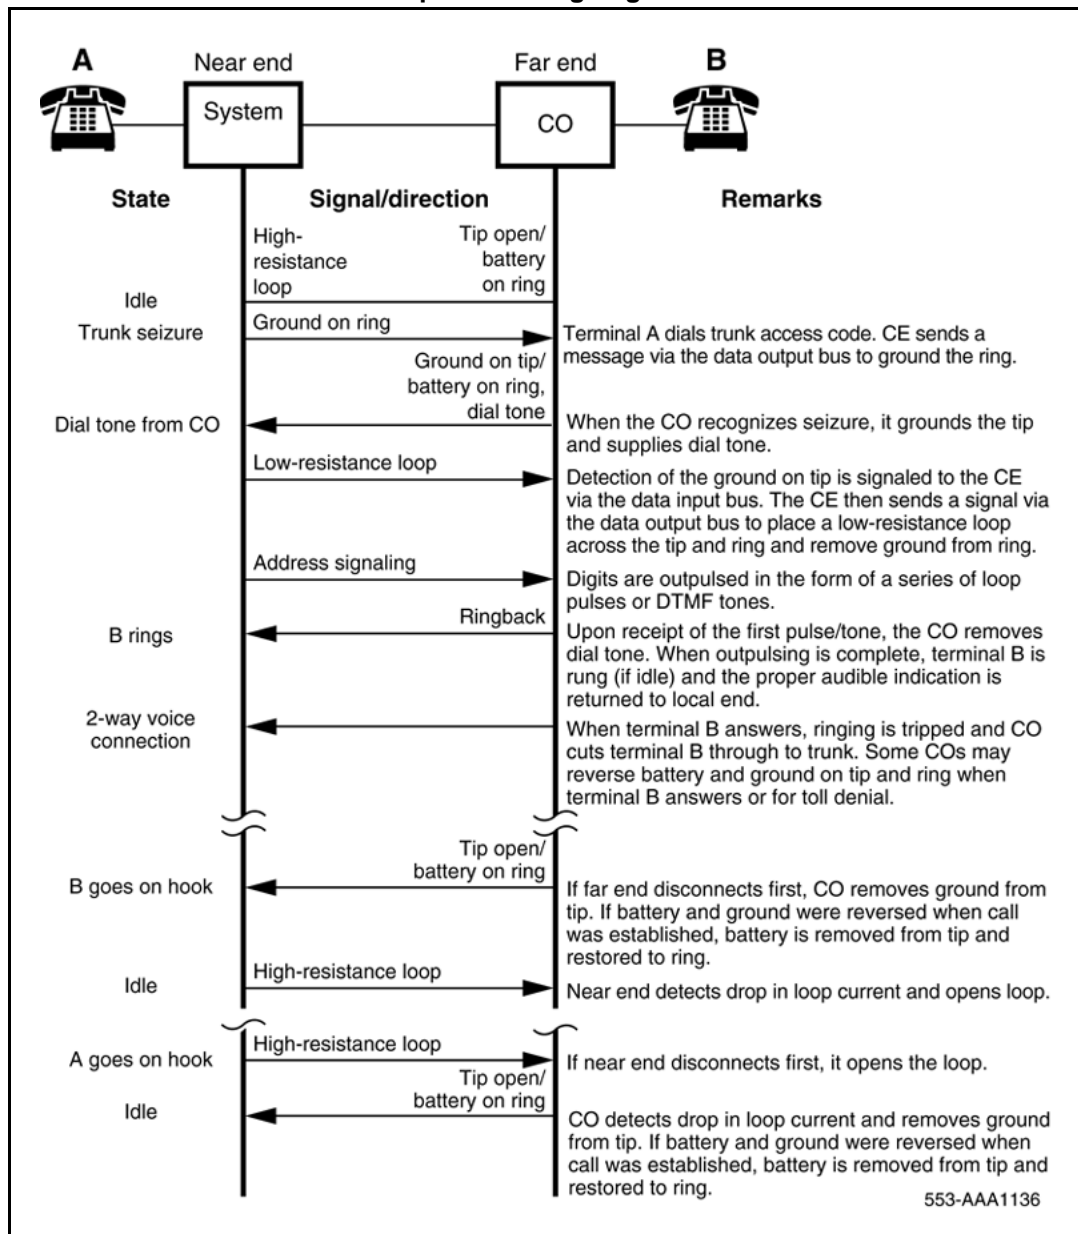 A
Near end
Far end
B
System
CO
State
Signal/direction
Remarks
High-
resistance
loop
Tip open/
battery
on ring
Idle
Trunk seizure
Ground on ring
Terminal A dials trunk access code. CE sends a
message via the data output bus to ground the ring.
Ground on tip/
battery on ring,
dial tone
Dial tone from CO
When the CO recognizes seizure, it grounds the tip
and supplies dial tone.
Low-resistance loop
Detection of the ground on tip is signaled to the CE
via the data input bus. The CE then sends a signal via
the data output bus to place a low-resistance loop
across the tip and ring and remove ground from ring.
Address signaling
Digits are outpulsed in the form of a series of loop
pulses or DTMF tones.
Ringback
B rings
Upon receipt of the first pulse/tone, the CO removes
dial tone. When outpulsing is complete, terminal B is
rung (if idle) and the proper audible indication is
returned to local end.
2-way voice
connection
When terminal B answers, ringing is tripped and CO
cuts terminal B through to trunk. Some COs may
reverse battery and ground on tip and ring when
terminal B answers or for toll denial.
Tip open/
battery on ring
B goes on hook
If far end disconnects first, CO removes ground from
tip. If battery and ground were reversed when call
was established, battery is removed from tip and
restored to ring.
High-resistance loop
Idle
Near end detects drop in loop current and opens loop.
High-resistance loop
A goes on hook
If near end disconnects first, it opens the loop.
Tip open/
battery on ring
Idle
CO detects drop in loop current and removes ground
from tip. If battery and ground were reversed when
call was established, battery is removed from tip and
restored to ring.
553-AAA1136